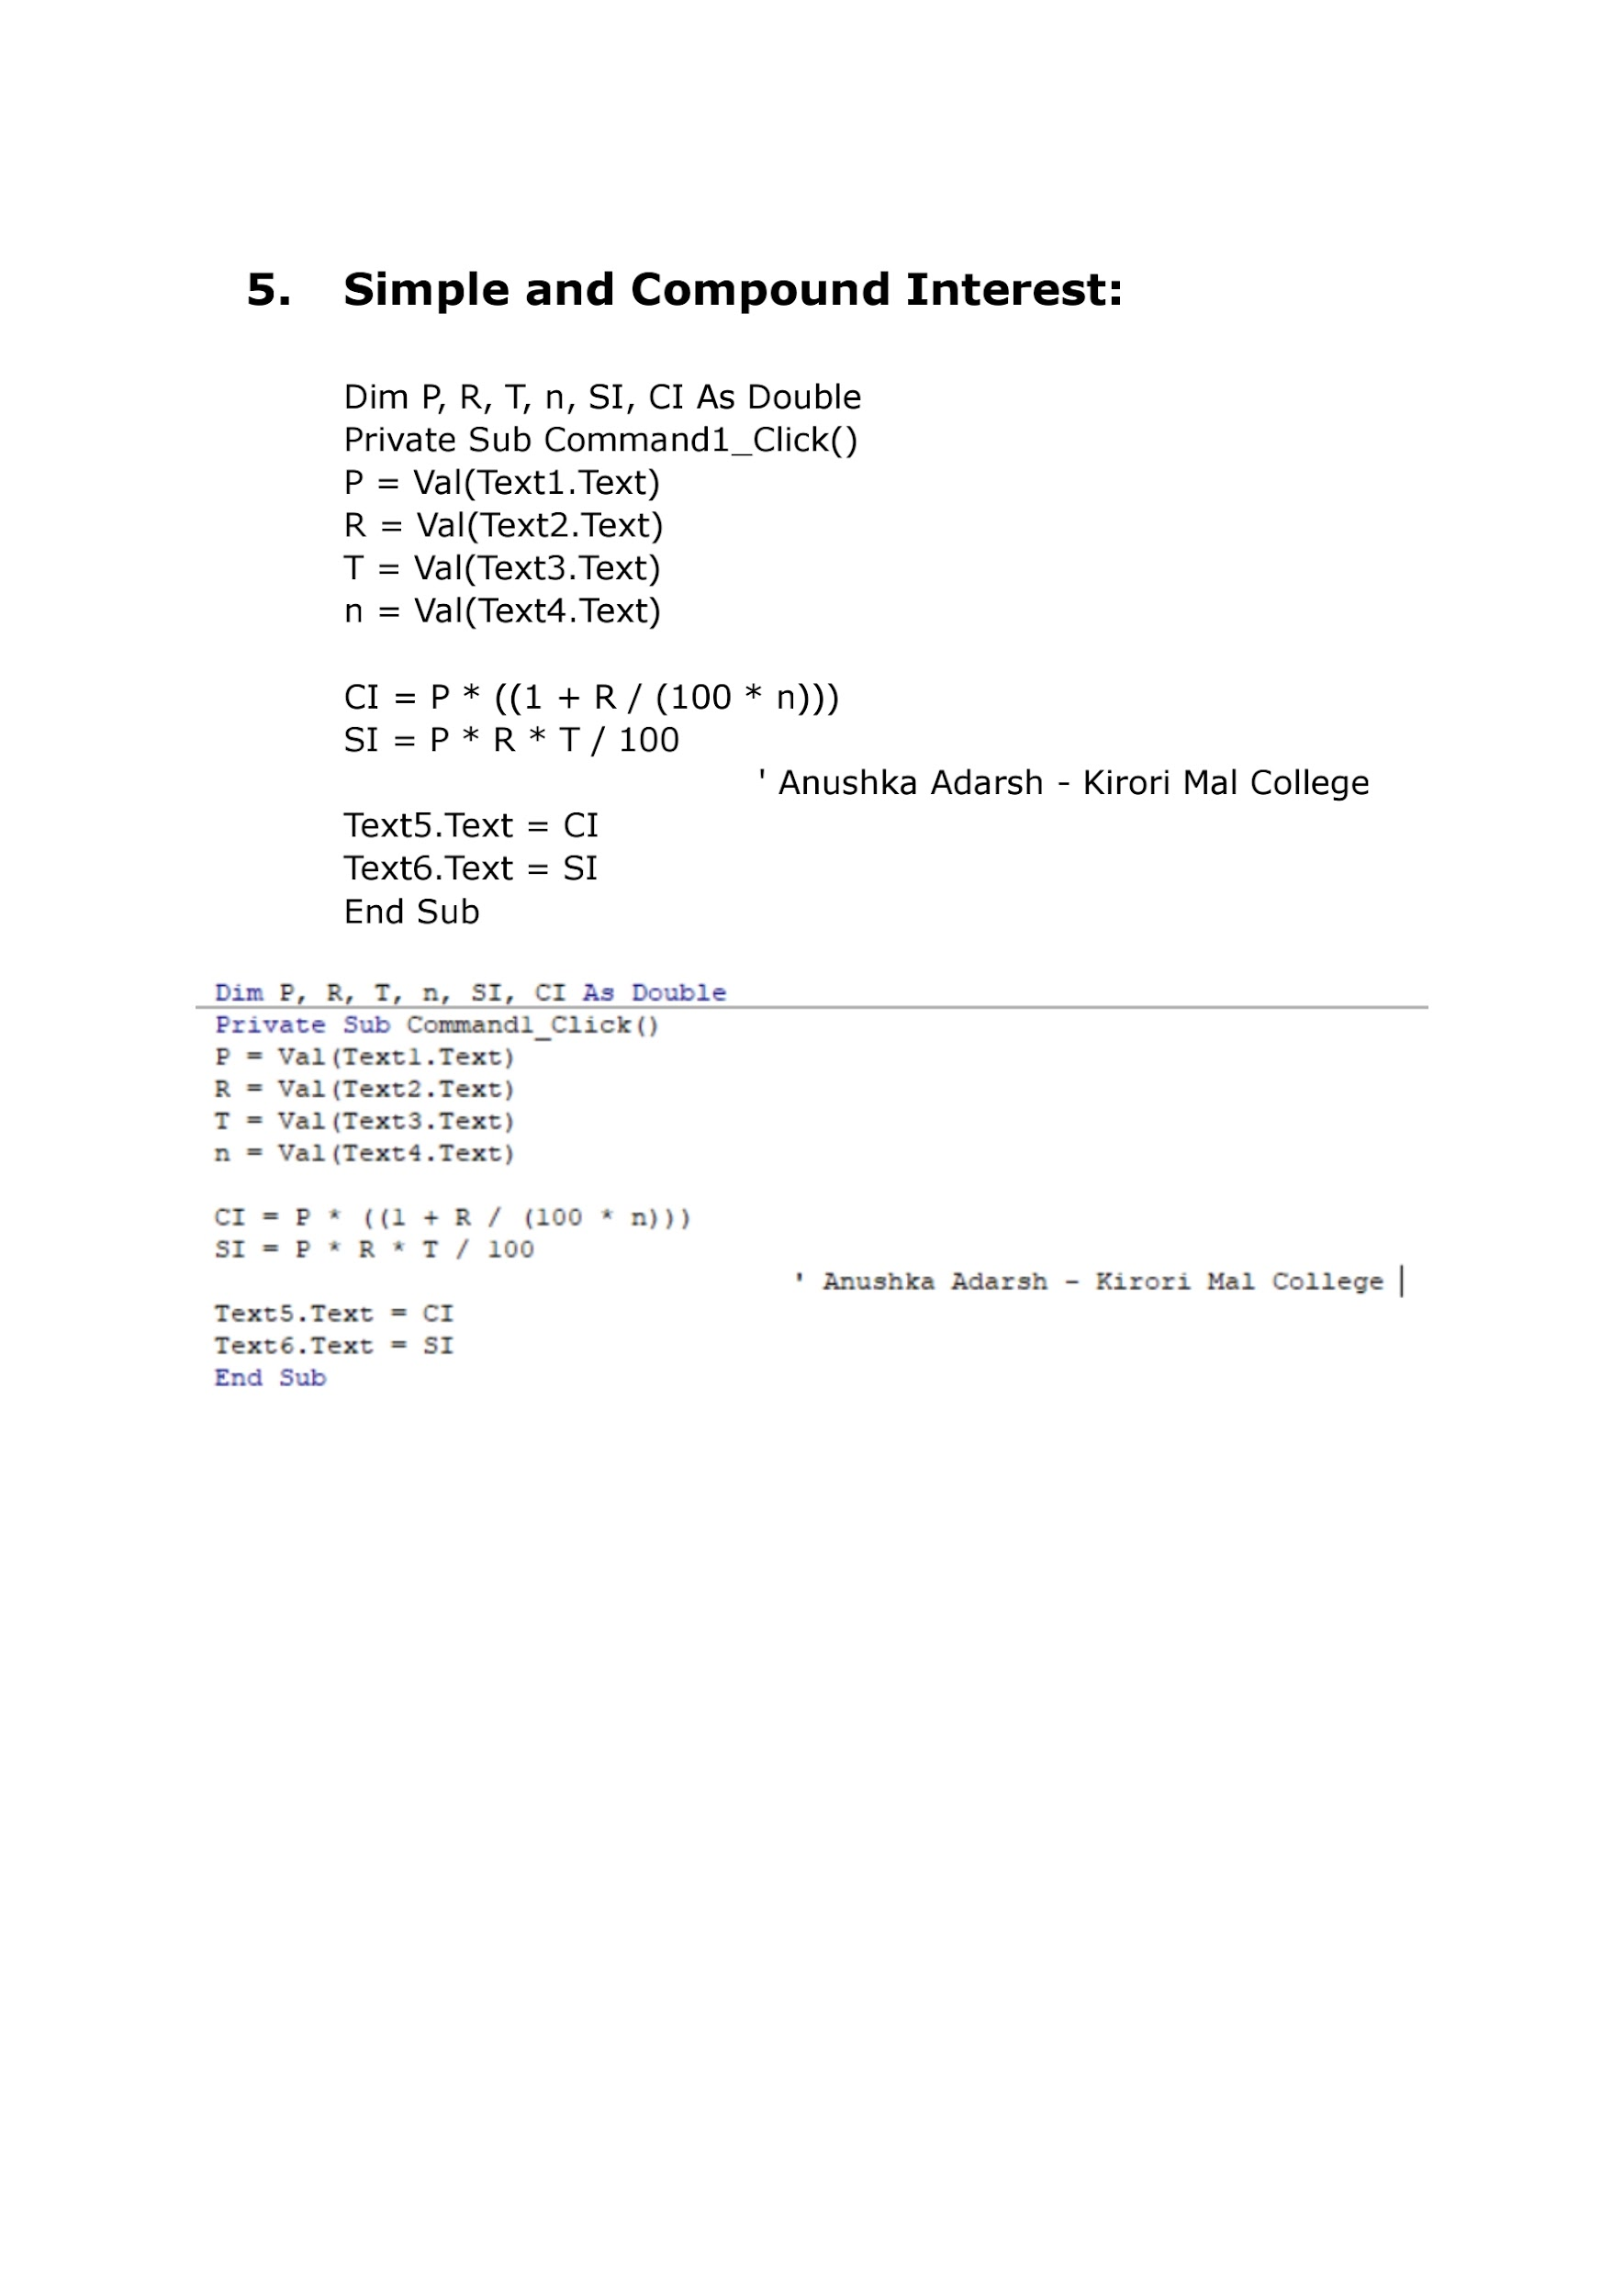 5. Simple and Compound Interest:
Dim P, R, T, n, SI, CI As Double
Private Sub Command1_Click()
P = Val(Text1.Text)
R = Val(Text2.Text)
T = Val(Text3.Text)
n = Val(Text4.Text)
CI = P * ((1 + R / (100 * n)))
SI = P * R * T / 100
' Anushka Adarsh - Kirori Mal College
Text5.Text = CI
Text6.Text = SI
End Sub
Dim P, R, T, n, SI, CI As Double
Private Sub Command1_Click()
P = Val(Text1.Text)
R = Val(Text2.Text)
T = Val(Text3.Text)
n = Val(Text4.Text)
CI = P * ((1 + R / (100 * n)))
SI = P * R * T / 100
' Anushka Adarsh - Kirori Mal College
Text5.Text = CI
Text6.Text = SI
End Sub